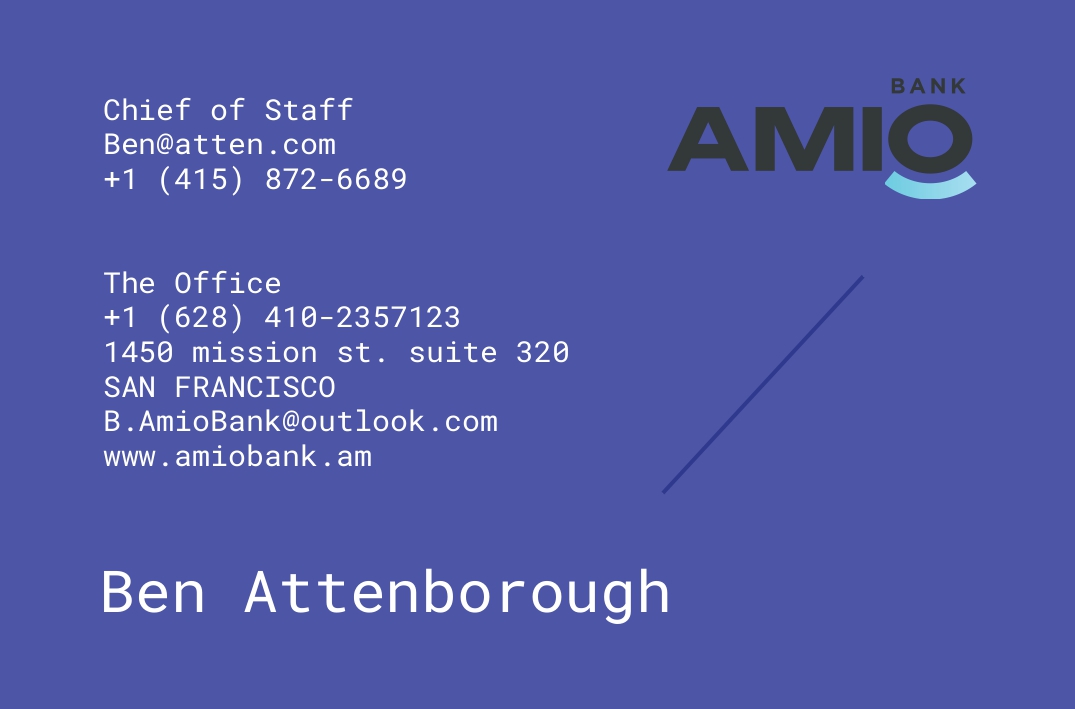 BANK
AMIO
Chief of Staff
Ben@atten.com
+1 (415) 872-6689
The Office
+1 (628) 410-2357123
1450 mission st. suite 320
SAN FRANCISCO
B.AmioBank@outlook.com
www.amiobank.am
Ben Attenborough